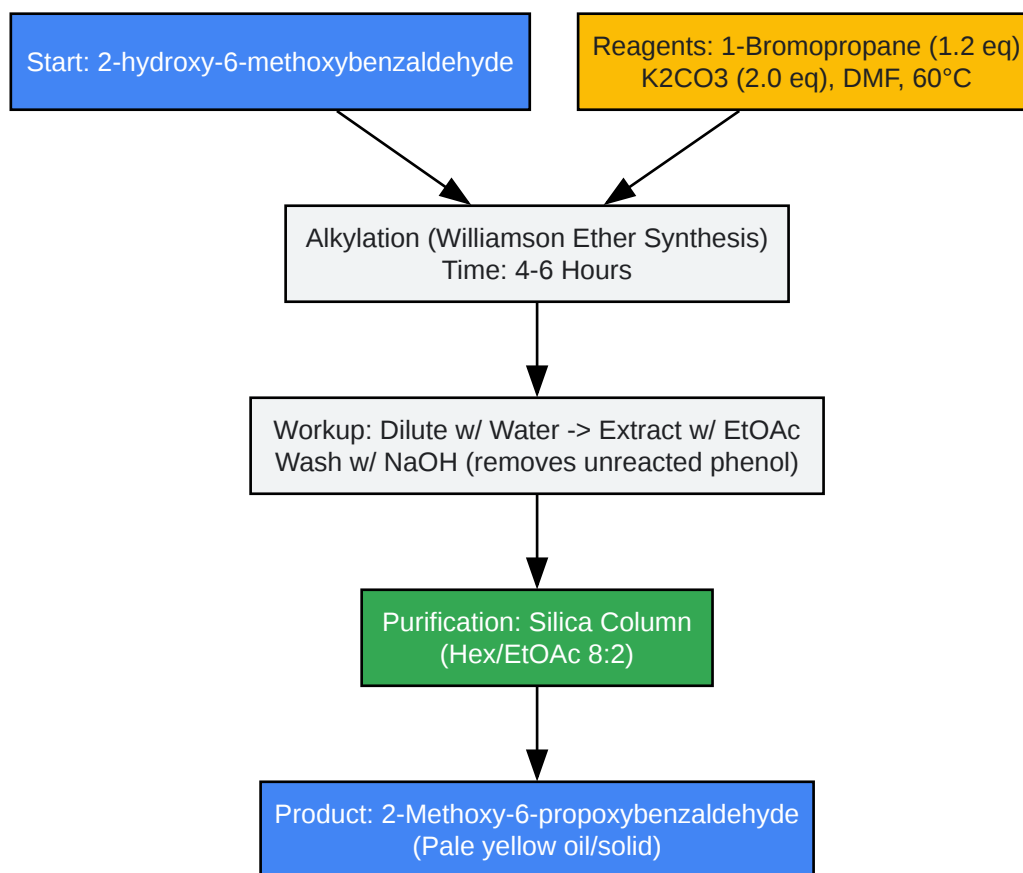 Start: 2-hydroxy-6-methoxybenzaldehyde
Reagents: 1-Bromopropane (1.2 eq)
K2CO3 (2.0 eq), DMF, 60°C
Alkylation (Williamson Ether Synthesis)
Time: 4-6 Hours
Workup: Dilute w/ Water -> Extract w/ EtOAc
Wash w/ NaOH (removes unreacted phenol)
Purification: Silica Column
(Hex/EtOAc 8:2)
Product: 2-Methoxy-6-propoxybenzaldehyde
(Pale yellow oil/solid)